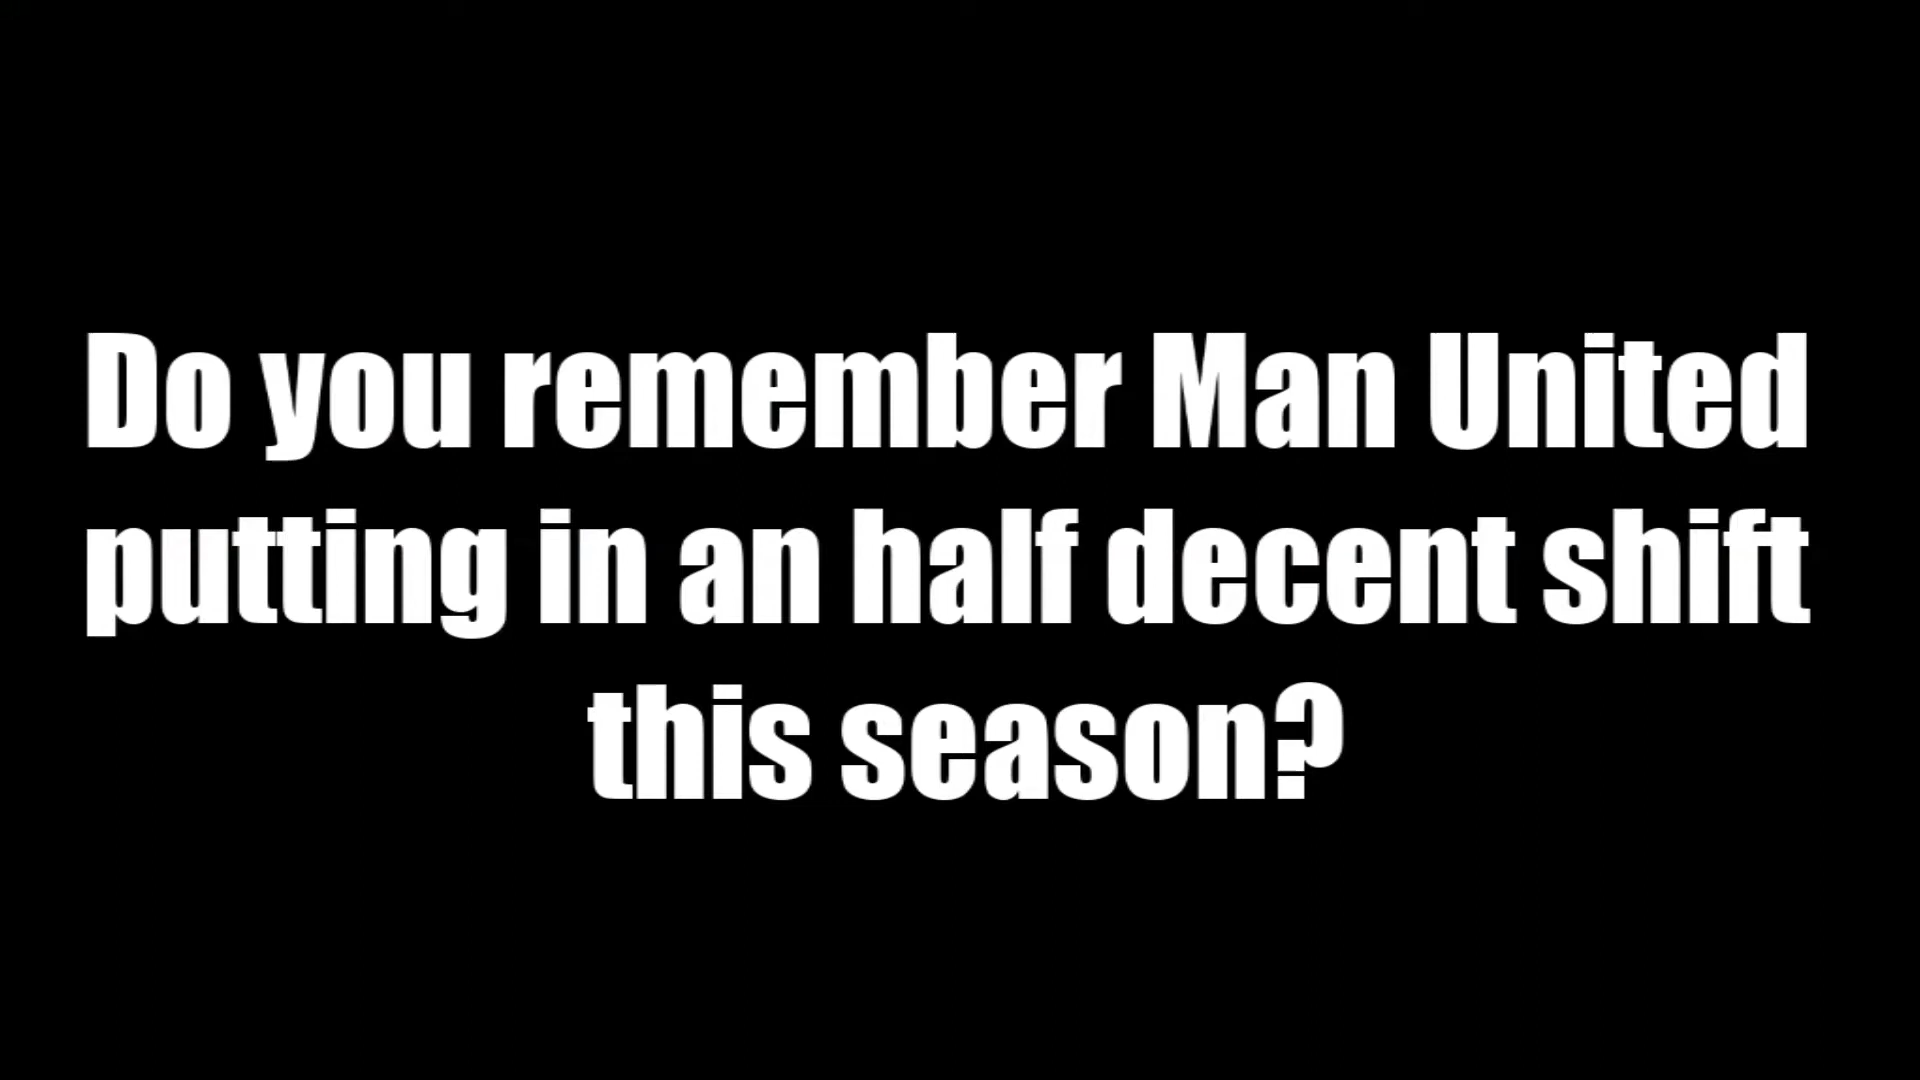 Do you remember Man United
putting in an half decent shift
this season?